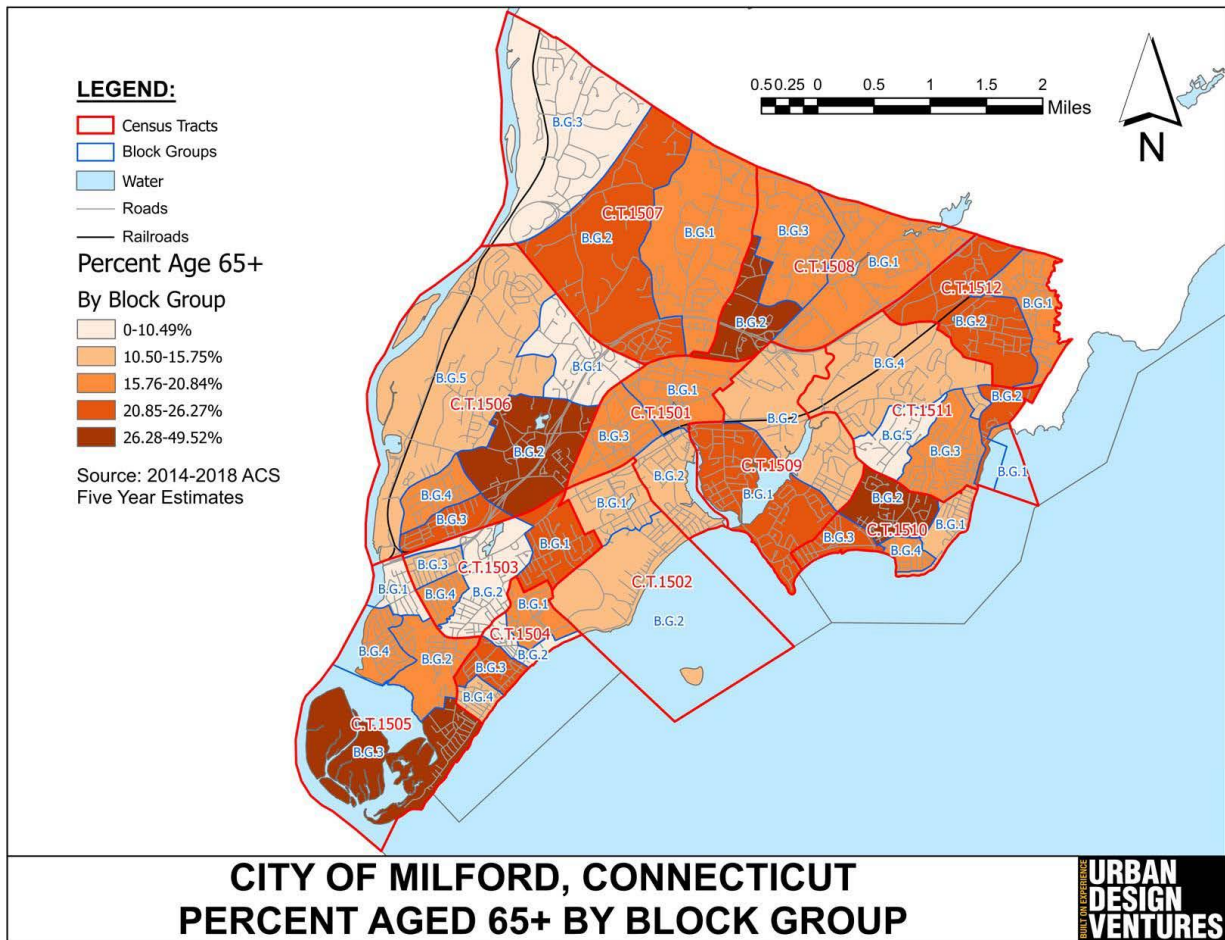 LEGEND:
Census Tracts
Block Groups
Water
Roads
Railroads
Percent Age 65+
By Block Group
0-10.49%
10.50-15.75%
15.76-20.84%
20.85-26.27%
26.28-49.52%
Source: 2014-2018 ACS
Five Year Estimates
0.5 0.25 0 0.5 1 1.5 2
Miles
N
B.G.3
C.T.1507
B.G.2
B.G.1
B.G.3
C.T.1508
B.G.1
B.G.2
C.T.1512
B.G.1
B.G.2
B.G.5
B.G.1
C.T.1506
B.G.2
B.G.4
B.G.3
B.G.1
C.T.1501
B.G.3
B.G.2
B.G.4
C.T.1511
B.G.5
B.G.3
B.G.2
B.G.1
C.T.1509
B.G.1
B.G.2
B.G.2
C.T.1510
B.G.1
B.G.3
B.G.4
B.G.1
C.T.1502
B.G.2
B.G.1
B.G.3
C.T.1503
B.G.1
B.G.4
B.G.2
B.G.1
C.T.1504
B.G.2
B.G.3
B.G.4
B.G.4
B.G.2
C.T.1505
B.G.3
CITY OF MILFORD, CONNECTICUT
PERCENT AGED 65+ BY BLOCK GROUP
BUILT ON EXPERIENCE
URBAN
DESIGN
VENTURES